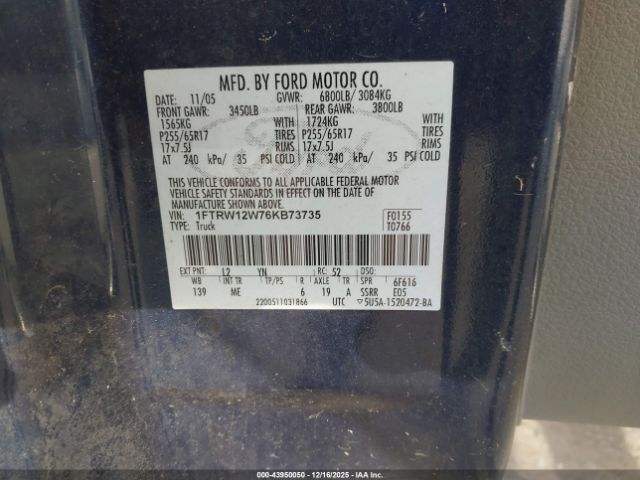 MFD. BY FORD MOTOR CO.
DATE: 11/05 GVWR: 6800LB/ 3084KG
FRONT GAWR: 3450LB REAR GAWR: 3800LB
1565KG WITH 1724KG WITH
P255/65R17 TIRES P255/65R17 TIRES
17x7.5J RIMS 17x7.5J RIMS
AT 240 kPa/ 35 PSI COLD AT 240 kPa/ 35 PSI COLD
THIS VEHICLE CONFORMS TO ALL APPLICABLE FEDERAL MOTOR
VEHICLE SAFETY STANDARDS IN EFFECT ON THE DATE OF
MANUFACTURE SHOWN ABOVE.
VIN: 1FTRW12W76KB73735 F0155
TYPE: Truck T0766
EXT PNT: L2 YN RC: 52 DSO:
WB INT TR TP/PS R AXLE TR SPR 6F616
139 ME 6 19 A SSRR E05
2200511031866 UTC ▽5U5A-1520472-BA
000-43950050 - 12/16/2025 - IAAI.COM